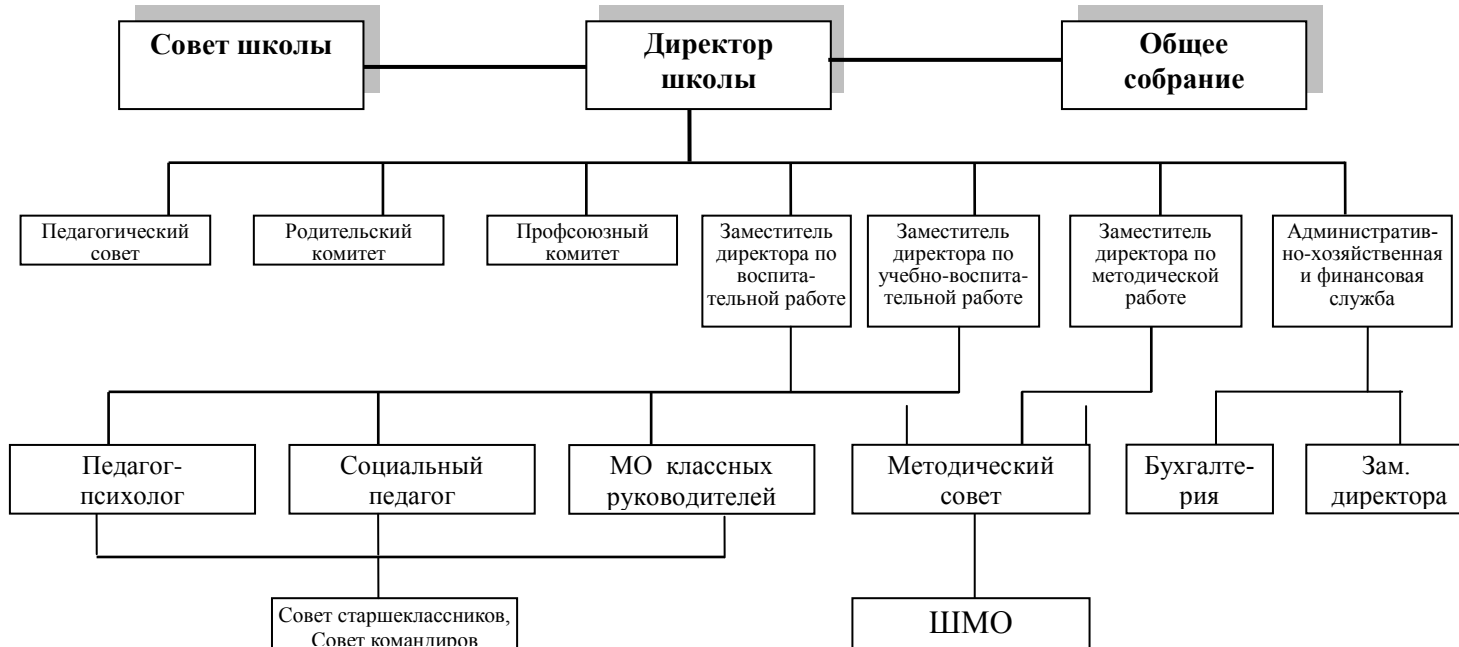 Совет школы
Директор
школы
Общее
собрание
Педагогический
совет
Родительский
комитет
Профсоюзный
комитет
Заместитель
директора по
воспита-
тельной работе
Заместитель
директора по
учебно-воспита-
тельной работе
Заместитель
директора по
методической
работе
Административ-
но-хозяйственная
и финансовая
служба
Педагог-
психолог
Социальный
педагог
МО классных
руководителей
Методический
совет
Бухгалте-
рия
Зам.
директора
Совет старшеклассников,
Совет командиров
ШМО